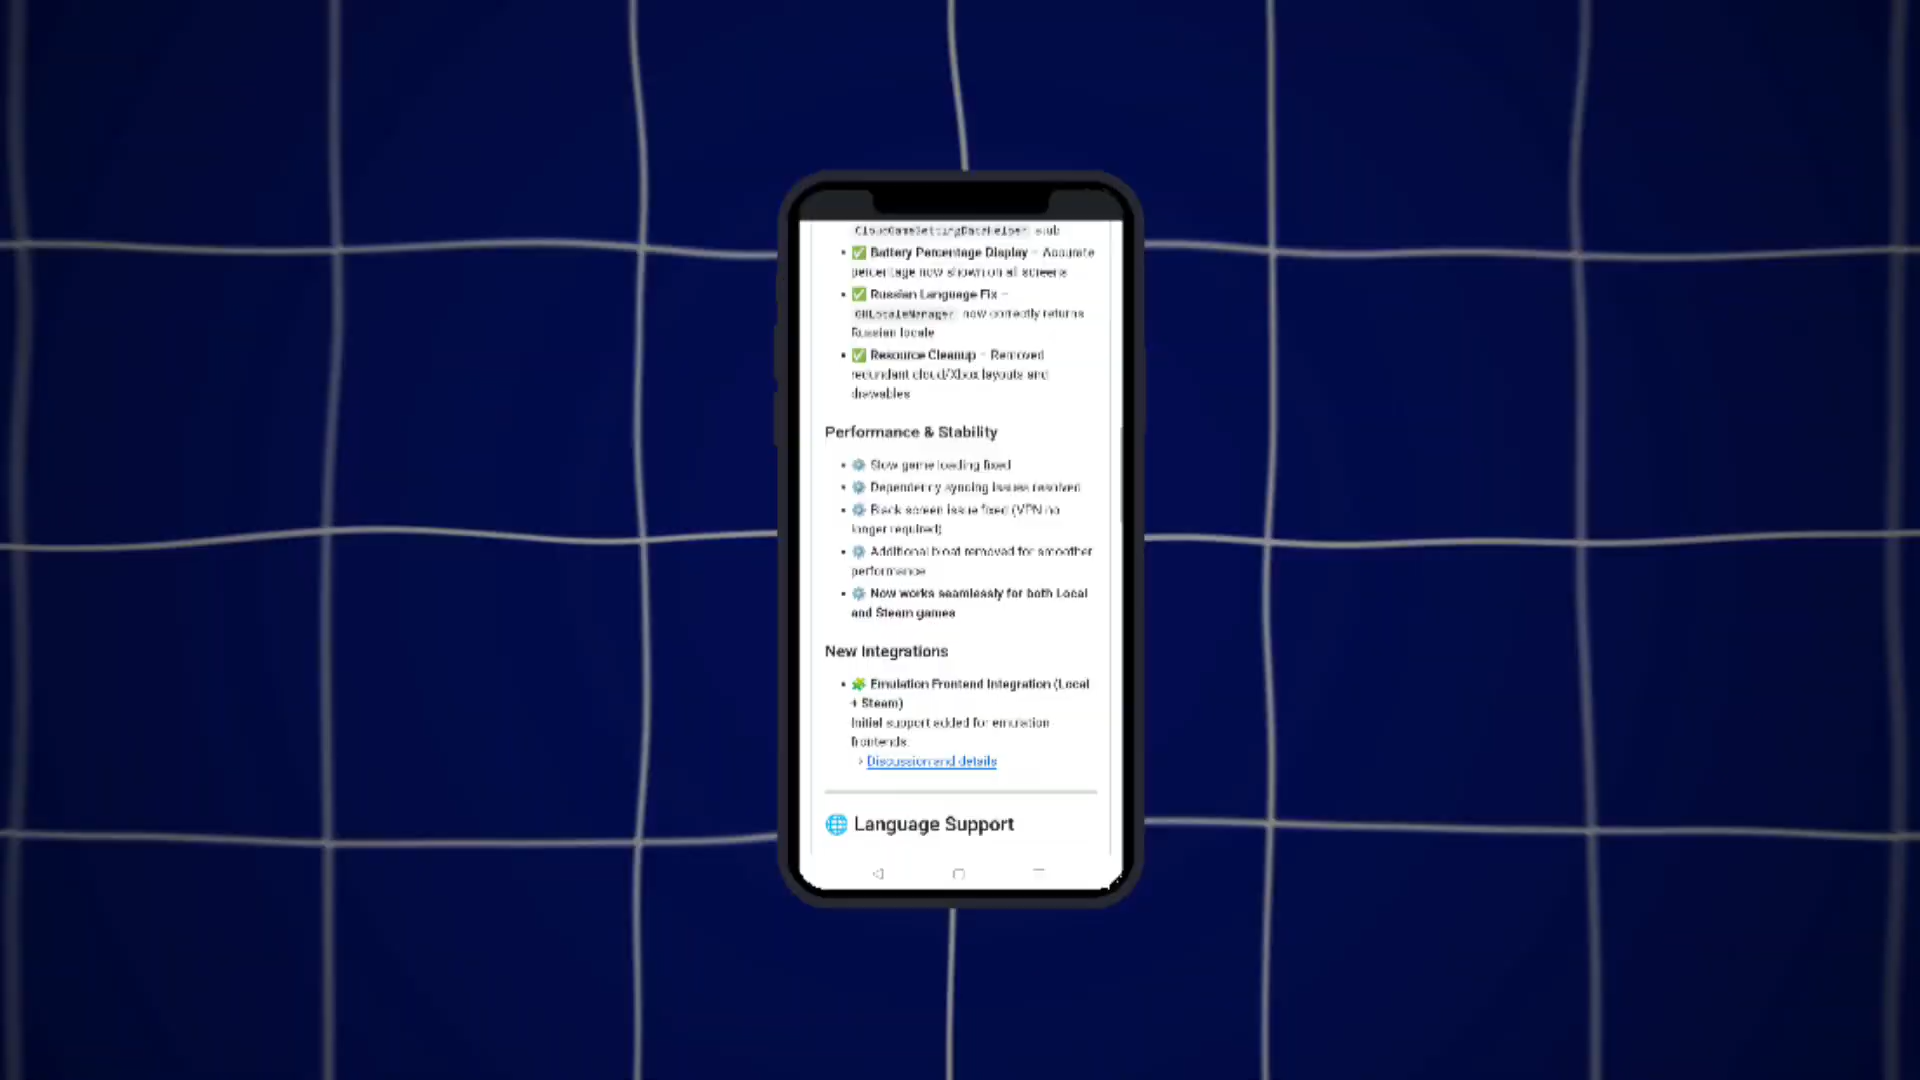 CloudGameSettingDataHelper stub
• ✅ Battery Percentage Display – Accurate
percentage now shown on all screens
• ✅ Russian Language Fix –
GHLocaleManager now correctly returns
Russian locale
• ✅ Resource Cleanup – Removed
redundant cloud/Xbox layouts and
drawables
Performance & Stability
• ⚙️ Slow game loading fixed
• ⚙️ Dependency syncing issues resolved
• ⚙️ Black screen issue fixed (VPN no
longer required)
• ⚙️ Additional bloat removed for smoother
performance
• ⚙️ Now works seamlessly for both Local
and Steam games
New Integrations
• 🧩 Emulation Frontend Integration (Local
+ Steam)
Initial support added for emulation
frontends.
› Discussion and details
🌐 Language Support